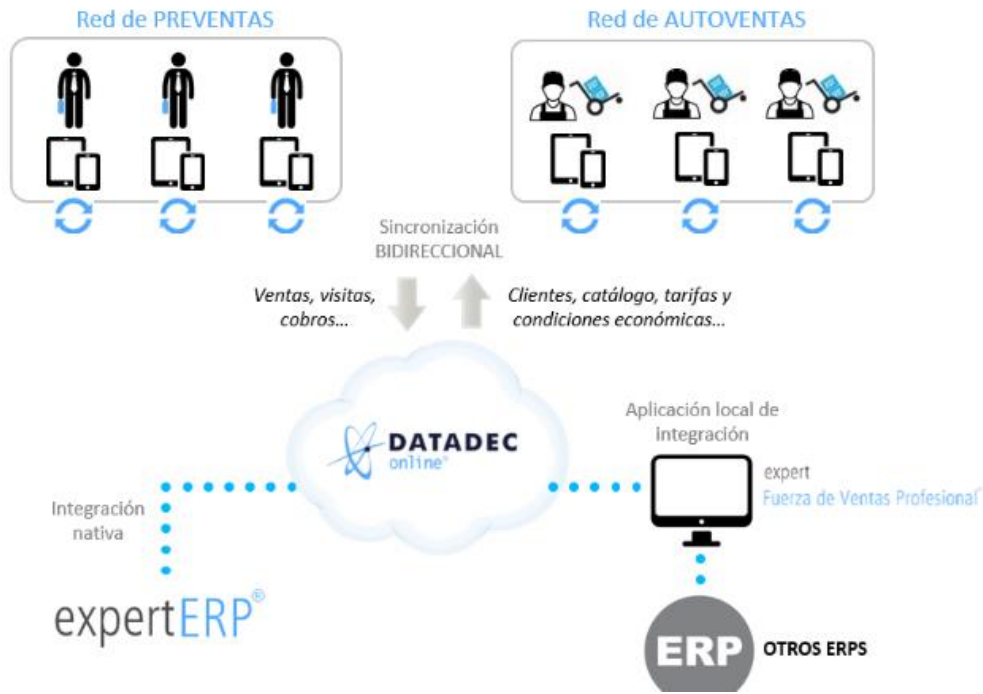 Red de PREVENTAS
Red de AUTOVENTAS
Sincronización
BIDIRECCIONAL
Ventas, visitas,
cobros...
Clientes, catálogo, tarifas y
condiciones económicas...
DATADEC
online®
Aplicación local de
integración
expert
Fuerza de Ventas Profesional®
Integración
nativa
expertERP®
ERP
OTROS ERPS